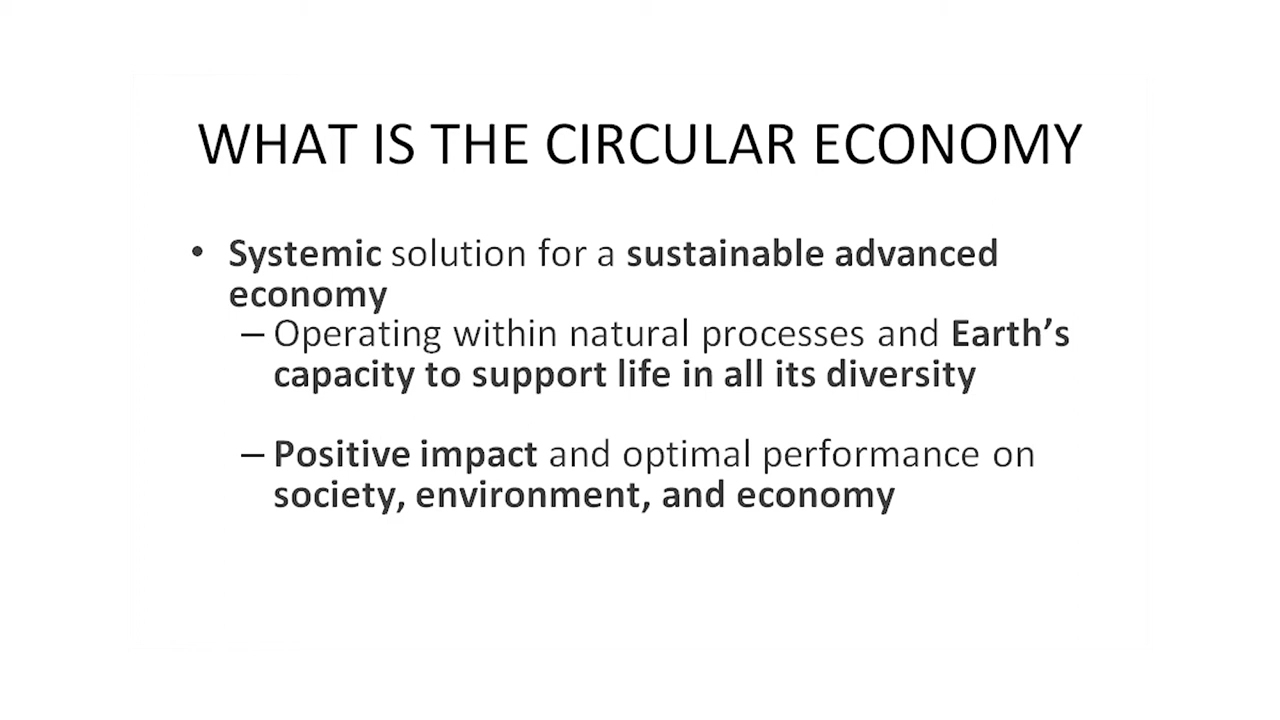 WHAT IS THE CIRCULAR ECONOMY
• Systemic solution for a sustainable advanced
economy
– Operating within natural processes and Earth’s
capacity to support life in all its diversity
– Positive impact and optimal performance on
society, environment, and economy